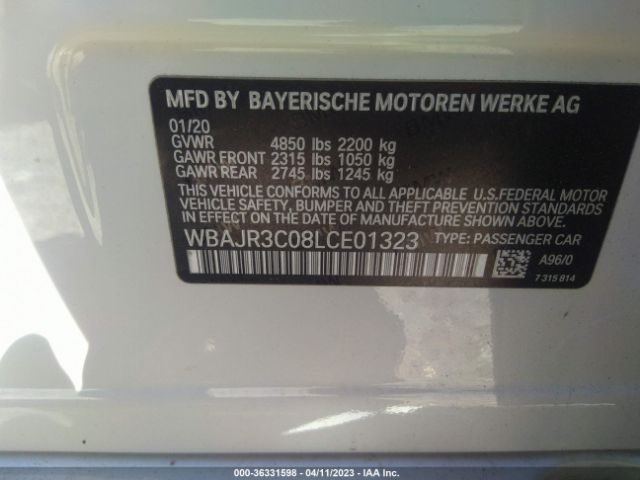 MFD BY BAYERISCHE MOTOREN WERKE AG
01/20
GVWR 4850 lbs 2200 kg
GAWR FRONT 2315 lbs 1050 kg
GAWR REAR 2745 lbs 1245 kg
THIS VEHICLE CONFORMS TO ALL APPLICABLE U.S.FEDERAL MOTOR
VEHICLE SAFETY, BUMPER, AND THEFT PREVENTION STANDARDS
IN EFFECT ON THE DATE OF MANUFACTURE SHOWN ABOVE.
WBAJR3C08LCE01323 TYPE: PASSENGER CAR
A96/0
7 315 814
000-36331598 - 04/11/2023 - IAA Inc.